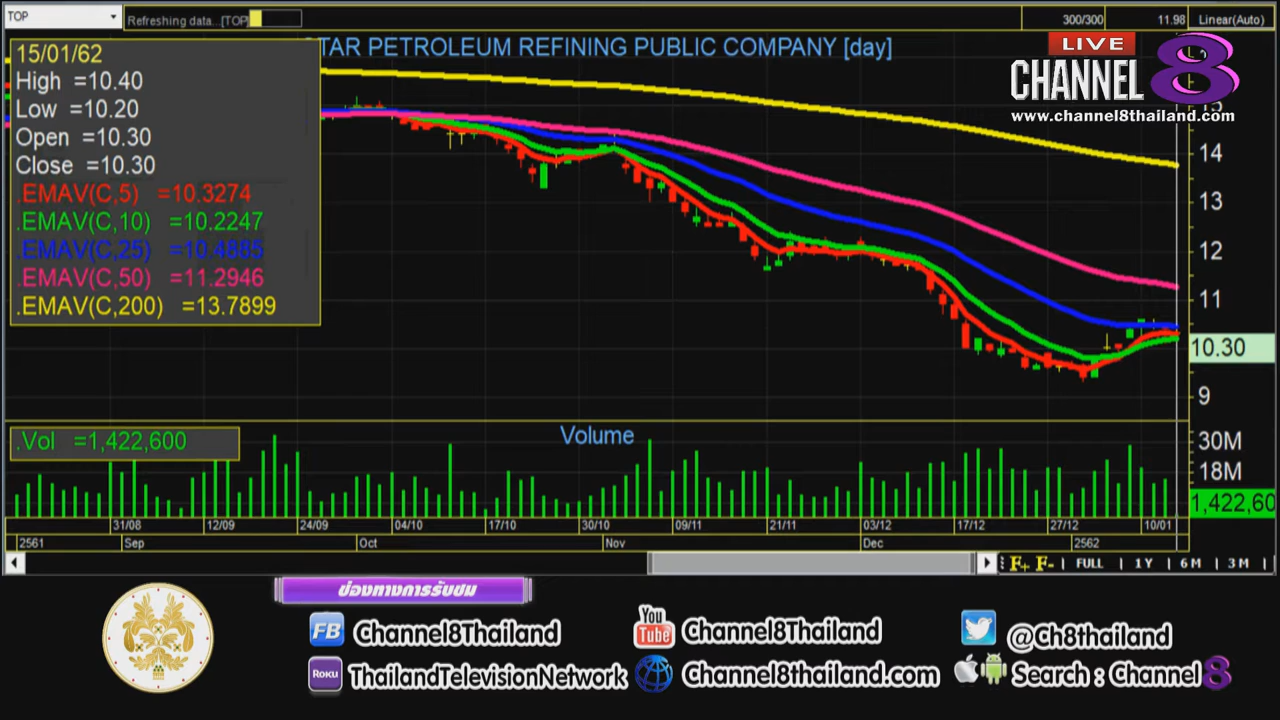 TOP
Refreshing data...[TOP]
300/300
11.98
Linear(Auto)
STAR PETROLEUM REFINING PUBLIC COMPANY [day]
LIVE
CHANNEL 8
www.channel8thailand.com
15/01/62
High =10.40
Low =10.20
Open =10.30
Close =10.30
.EMAV(C,5) =10.3274
.EMAV(C,10) =10.2247
.EMAV(C,25) =10.4885
.EMAV(C,50) =11.2946
.EMAV(C,200) =13.7899
15
14
13
12
11
10.30
9
.Vol =1,422,600
Volume
30M
18M
1,422,60
31/08 12/09 24/09 04/10 17/10 30/10 09/11 21/11 03/12 17/12 27/12 10/01
2561 Sep Oct Nov Dec 2562
F+ F- FULL 1Y 6M 3M
ช่องทางการรับชม
FB Channel8Thailand
You Tube Channel8Thailand
@Ch8thailand
ROKU ThailandTelevisionNetwork
Channel8thailand.com
Search : Channel 8